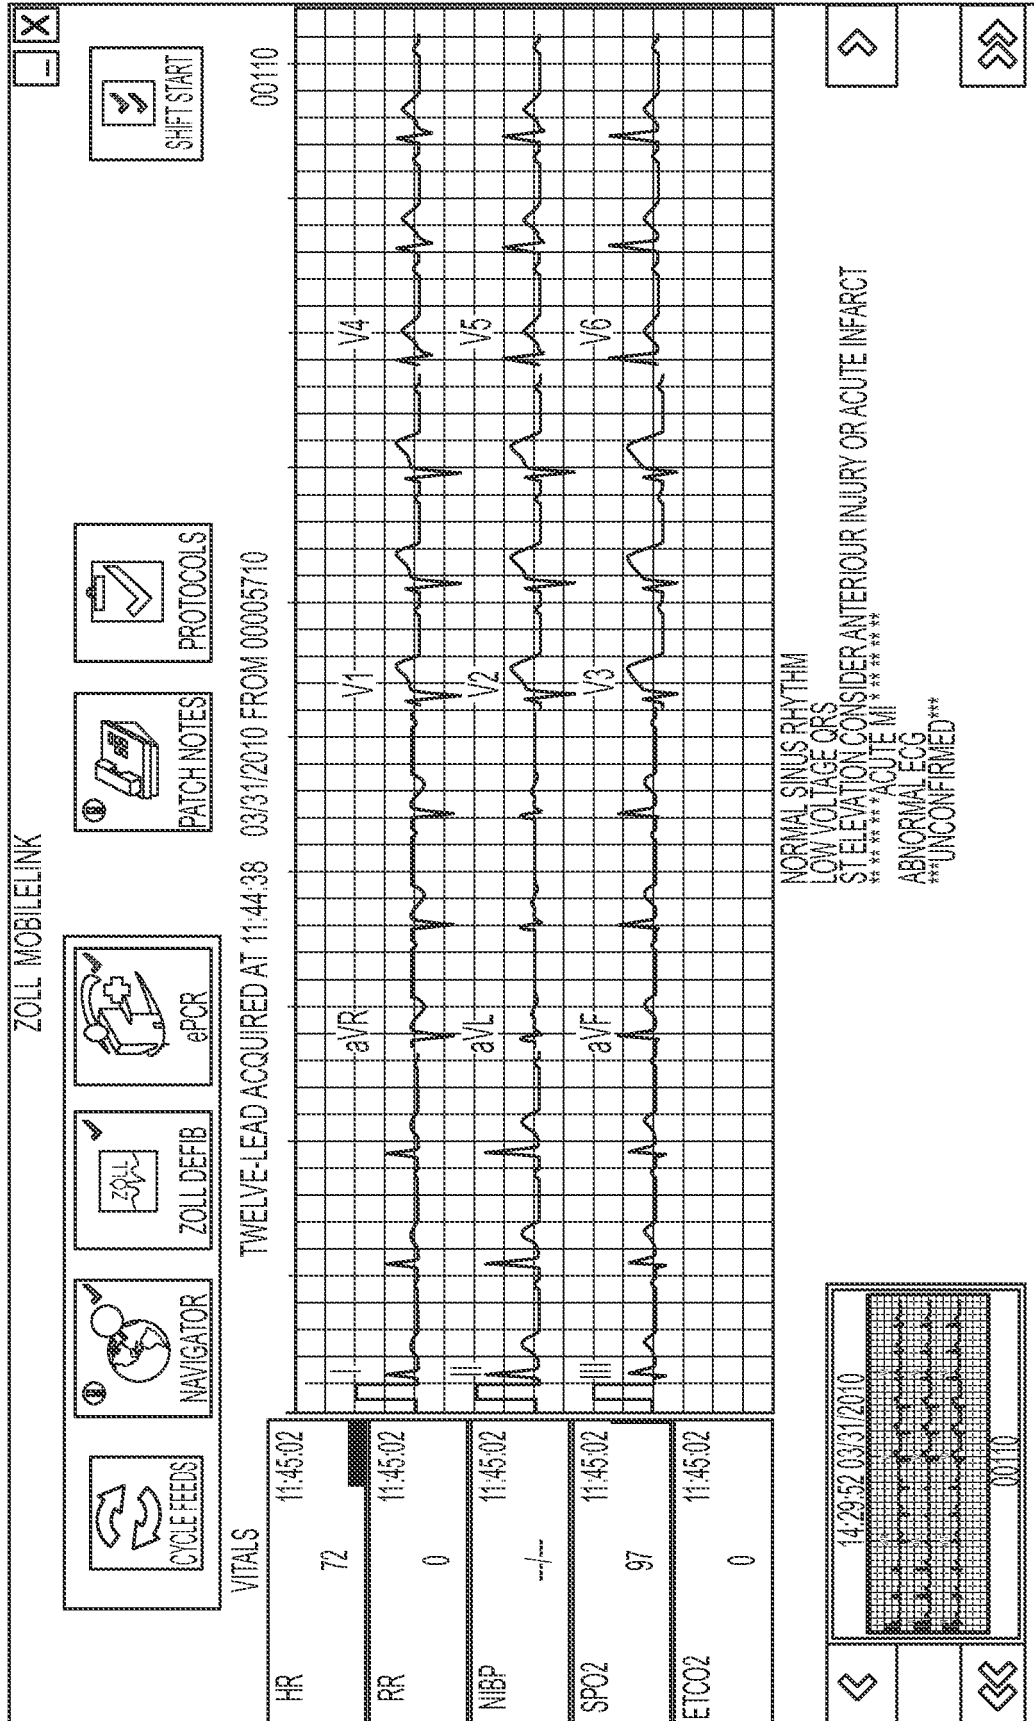 ZOLL MOBILELINK
CYCLE FEEDS
NAVIGATOR
ZOLL
ZOLL DEFIB
ePCR
PATCH NOTES
PROTOCOLS
SHIFT START
VITALS
TWELVE-LEAD ACQUIRED AT 11:44:38 03/31/2010 FROM 00005710
00110
HR 72 11:45:02
RR 0 11:45:02
NIBP --/-- 11:45:02
SPO2 97 11:45:02
ETCO2 0 11:45:02
I aVR V1 V4
II aVL V2 V5
III aVF V3 V6
NORMAL SINUS RHYTHM
LOW VOLTAGE QRS
ST ELEVATION CONSIDER ANTERIOUR INJURY OR ACUTE INFARCT
** ** ** *** ACUTE MI * ** ** ** **
ABNORMAL ECG
***UNCONFIRMED***
14:29:52 03/31/2010
00110